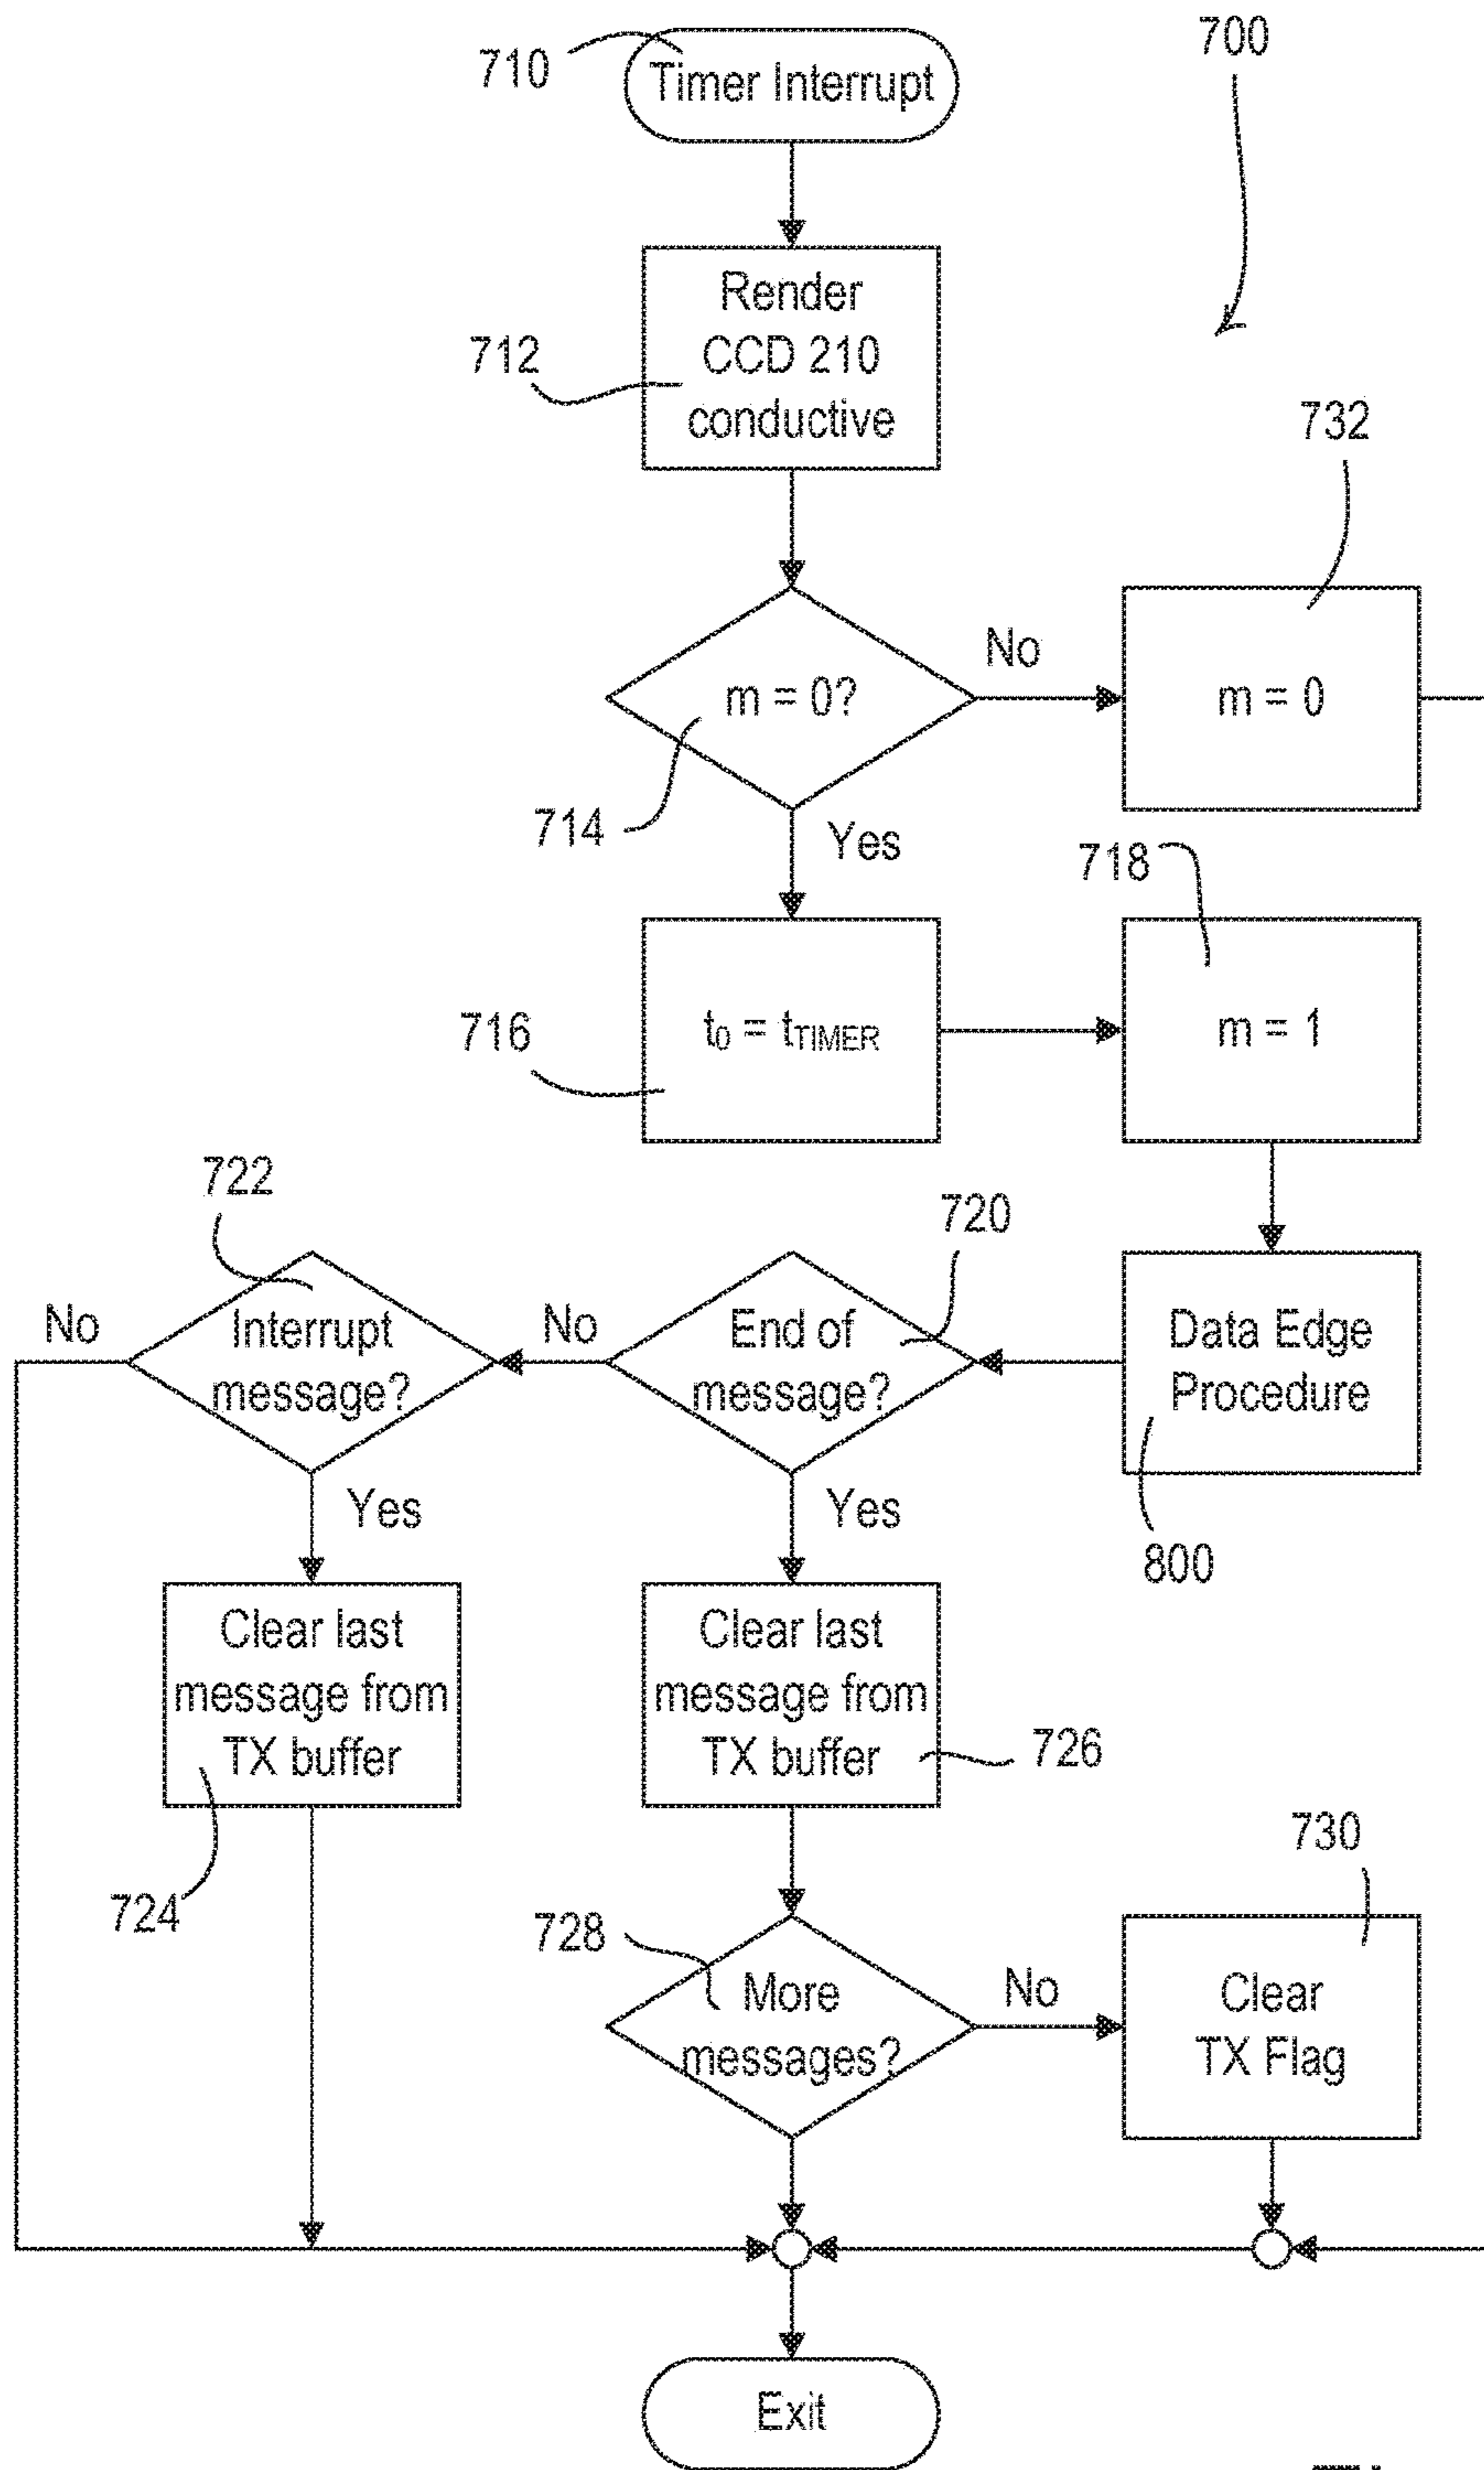 700
710
Timer Interrupt
Render
CCD 210
conductive
712
732
m = 0?
No
m = 0
714
Yes
718
t0 = tTIMER
m = 1
716
722
720
No
Interrupt
message?
No
End of
message?
Data Edge
Procedure
Yes
Yes
800
Clear last
message from
TX buffer
Clear last
message from
TX buffer
726
724
730
728
More
messages?
No
Clear
TX Flag
Exit